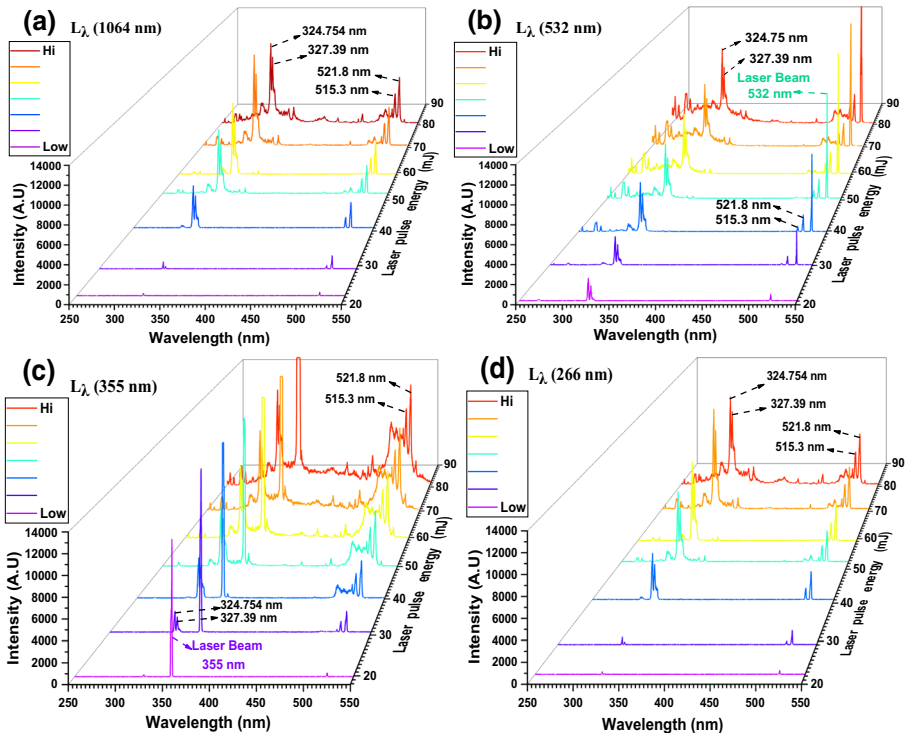 (a)
Lλ (1064 nm)
Hi
Low
324.754 nm
327.39 nm
521.8 nm
515.3 nm
14000
12000
10000
8000
6000
4000
2000
0
Intensity (A.U)
250 300 350 400 450 500 550
Wavelength (nm)
20
30
40
50
60
70
80
90
Laser pulse energy (mJ)
(b)
Lλ (532 nm)
Hi
Low
324.75 nm
327.39 nm
Laser Beam
532 nm
521.8 nm
515.3 nm
14000
12000
10000
8000
6000
4000
2000
0
Intensity (A.U)
250 300 350 400 450 500 550
Wavelength (nm)
20
30
40
50
60
70
80
90
Laser pulse energy (mJ)
(c)
Lλ (355 nm)
Hi
Low
521.8 nm
515.3 nm
324.754 nm
327.39 nm
Laser Beam
355 nm
14000
12000
10000
8000
6000
4000
2000
0
Intensity (A.U)
250 300 350 400 450 500 550
Wavelength (nm)
20
30
40
50
60
70
80
90
Laser pulse energy (mJ)
(d)
Lλ (266 nm)
Hi
Low
324.754 nm
327.39 nm
521.8 nm
515.3 nm
14000
12000
10000
8000
6000
4000
2000
0
Intensity (A.U)
250 300 350 400 450 500 550
Wavelength (nm)
20
30
40
50
60
70
80
90
Laser pulse energy (mJ)